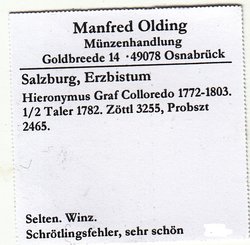 Manfred Olding
Münzenhandlung
Goldbreede 14 · 49078 Osnabrück
Salzburg, Erzbistum
Hieronymus Graf Colloredo 1772-1803.
1/2 Taler 1782. Zöttl 3255, Probszt
2465.
Selten. Winz.
Schrötlingsfehler, sehr schön